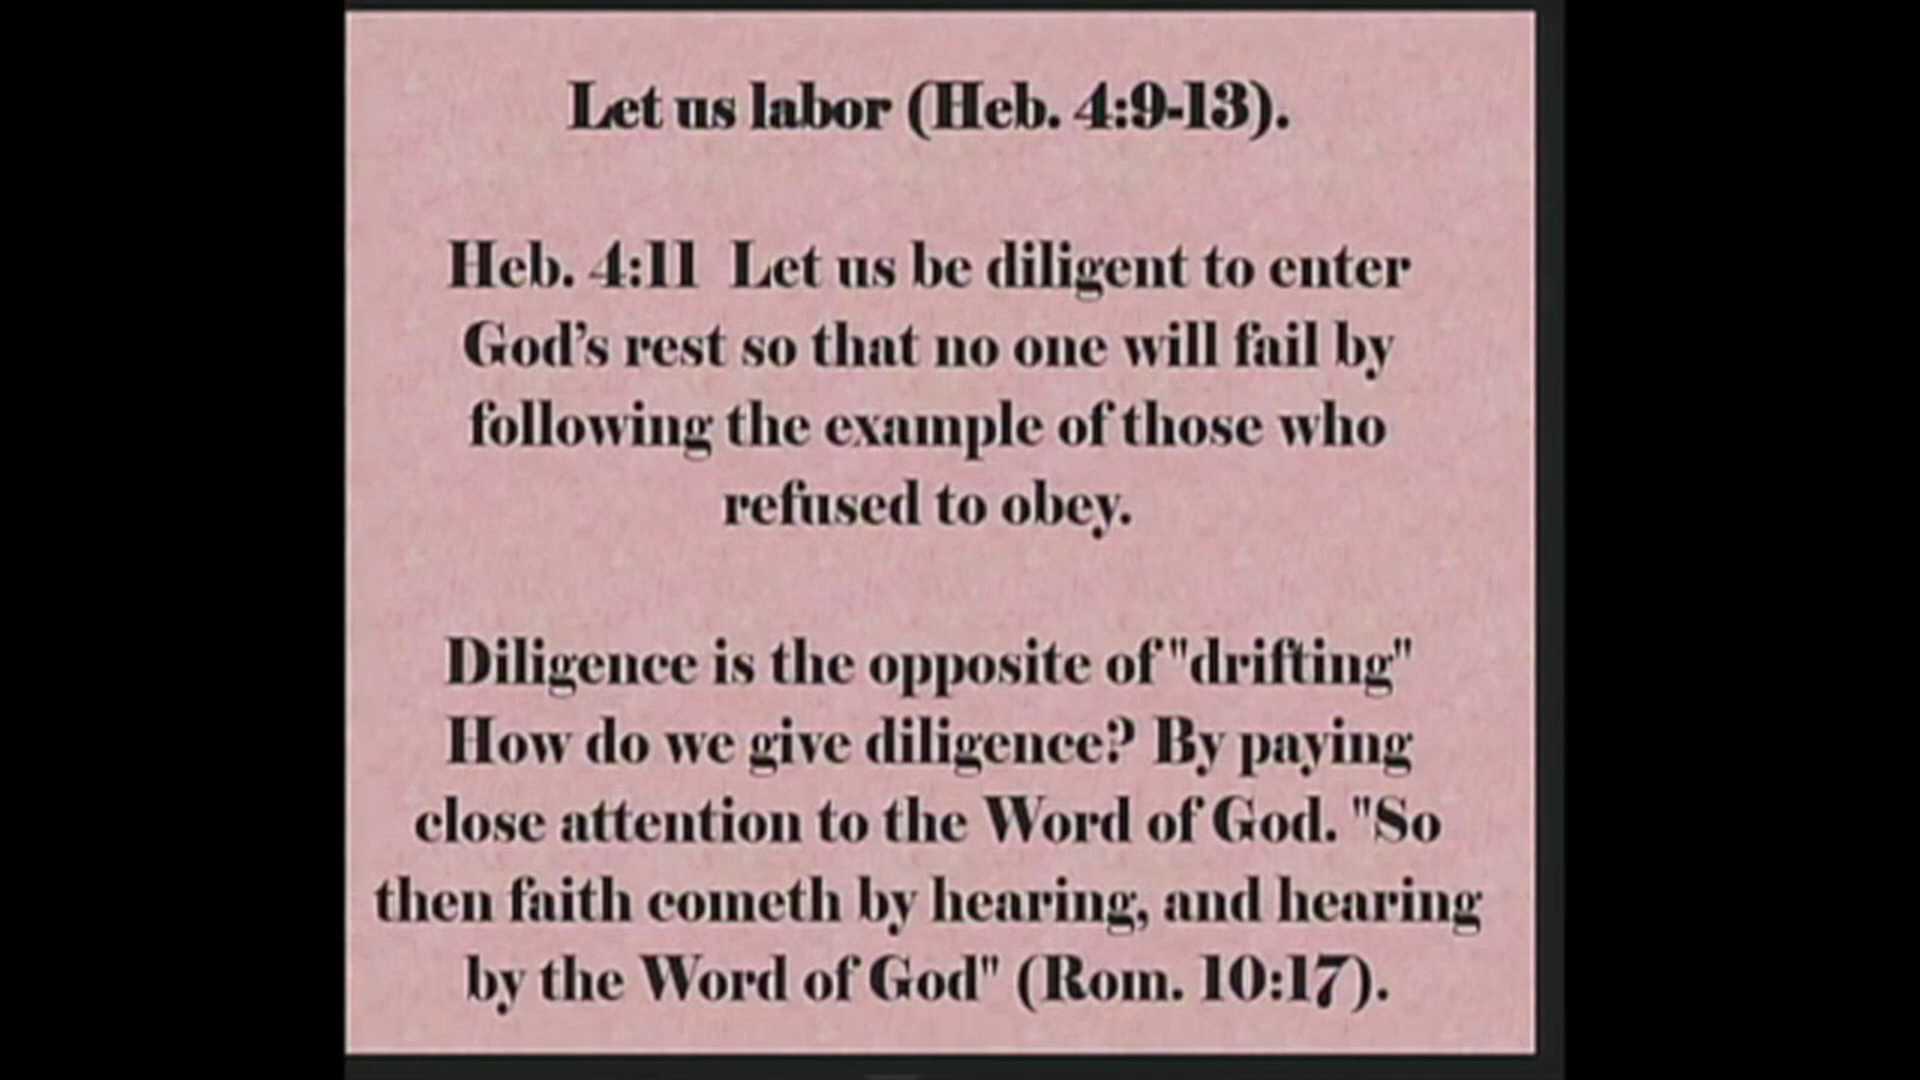 Let us labor (Heb. 4:9-13).
Heb. 4:11  Let us be diligent to enter
God’s rest so that no one will fail by
following the example of those who
refused to obey.
Diligence is the opposite of "drifting"
How do we give diligence? By paying
close attention to the Word of God. "So
then faith cometh by hearing, and hearing
by the Word of God" (Rom. 10:17).